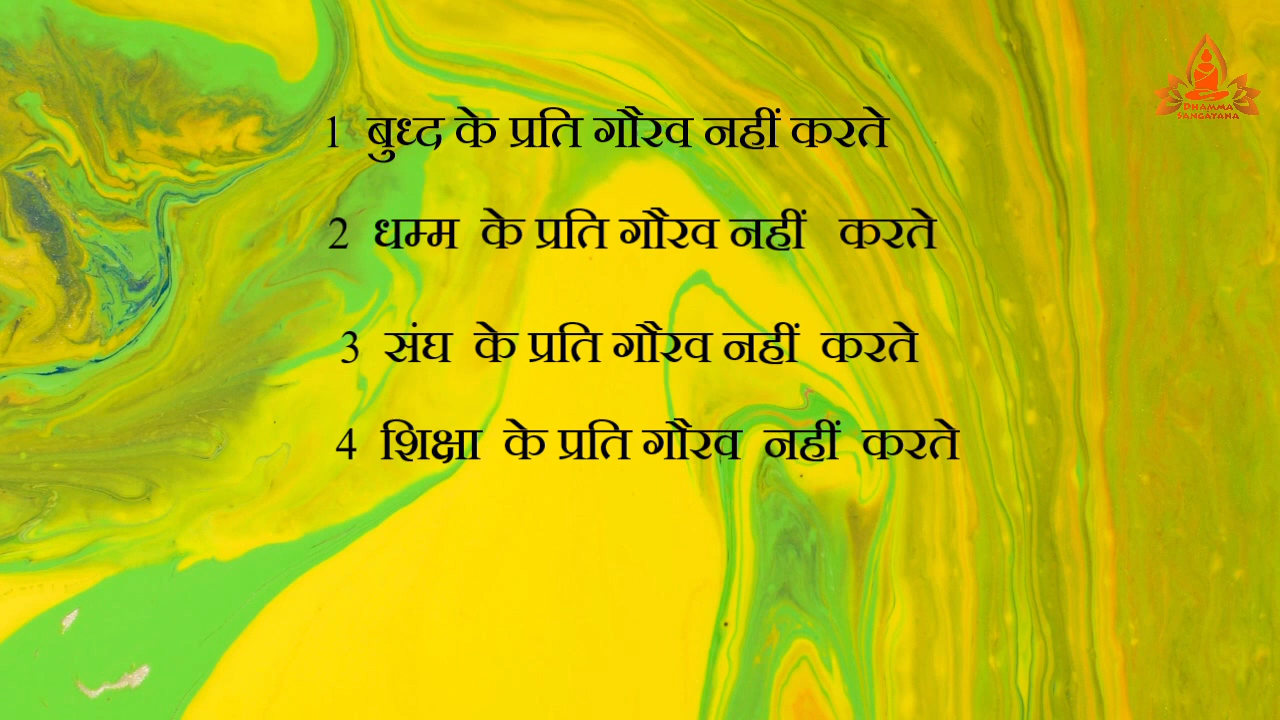 1 बुध्द के प्रति गौरव नहीं करते
DHAMMA
SANGAYANA
2 धम्म के प्रति गौरव नहीं करते
3 संघ के प्रति गौरव नहीं करते
4 शिक्षा के प्रति गौरव नहीं करते